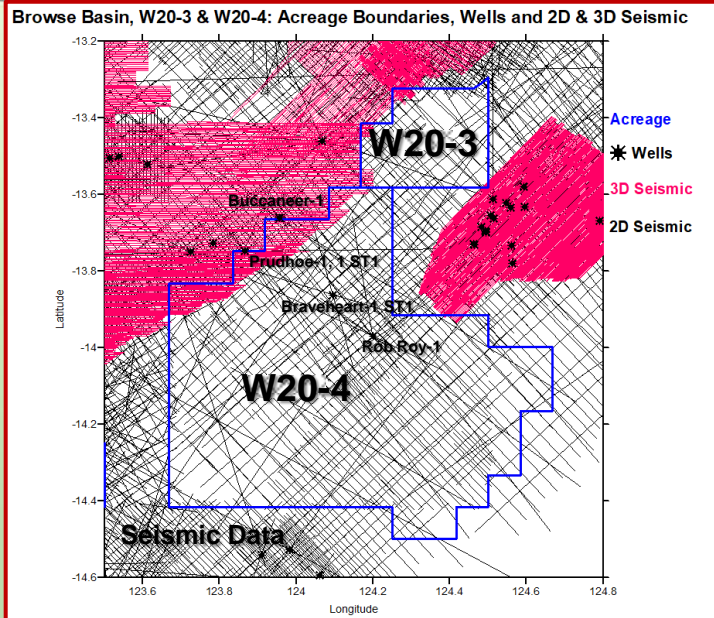 Browse Basin, W20-3 & W20-4: Acreage Boundaries, Wells and 2D & 3D Seismic
-13.2
-13.4
-13.6
-13.8
-14
-14.2
-14.4
-14.6
Latitude
W20-3
Buccaneer-1
Prudhoe-1, 1 ST1
Braveheart-1 ST1
Rob Roy-1
W20-4
Seismic Data
Acreage
Wells
3D Seismic
2D Seismic
123.6
123.8
124
124.2
124.4
124.6
124.8
Longitude